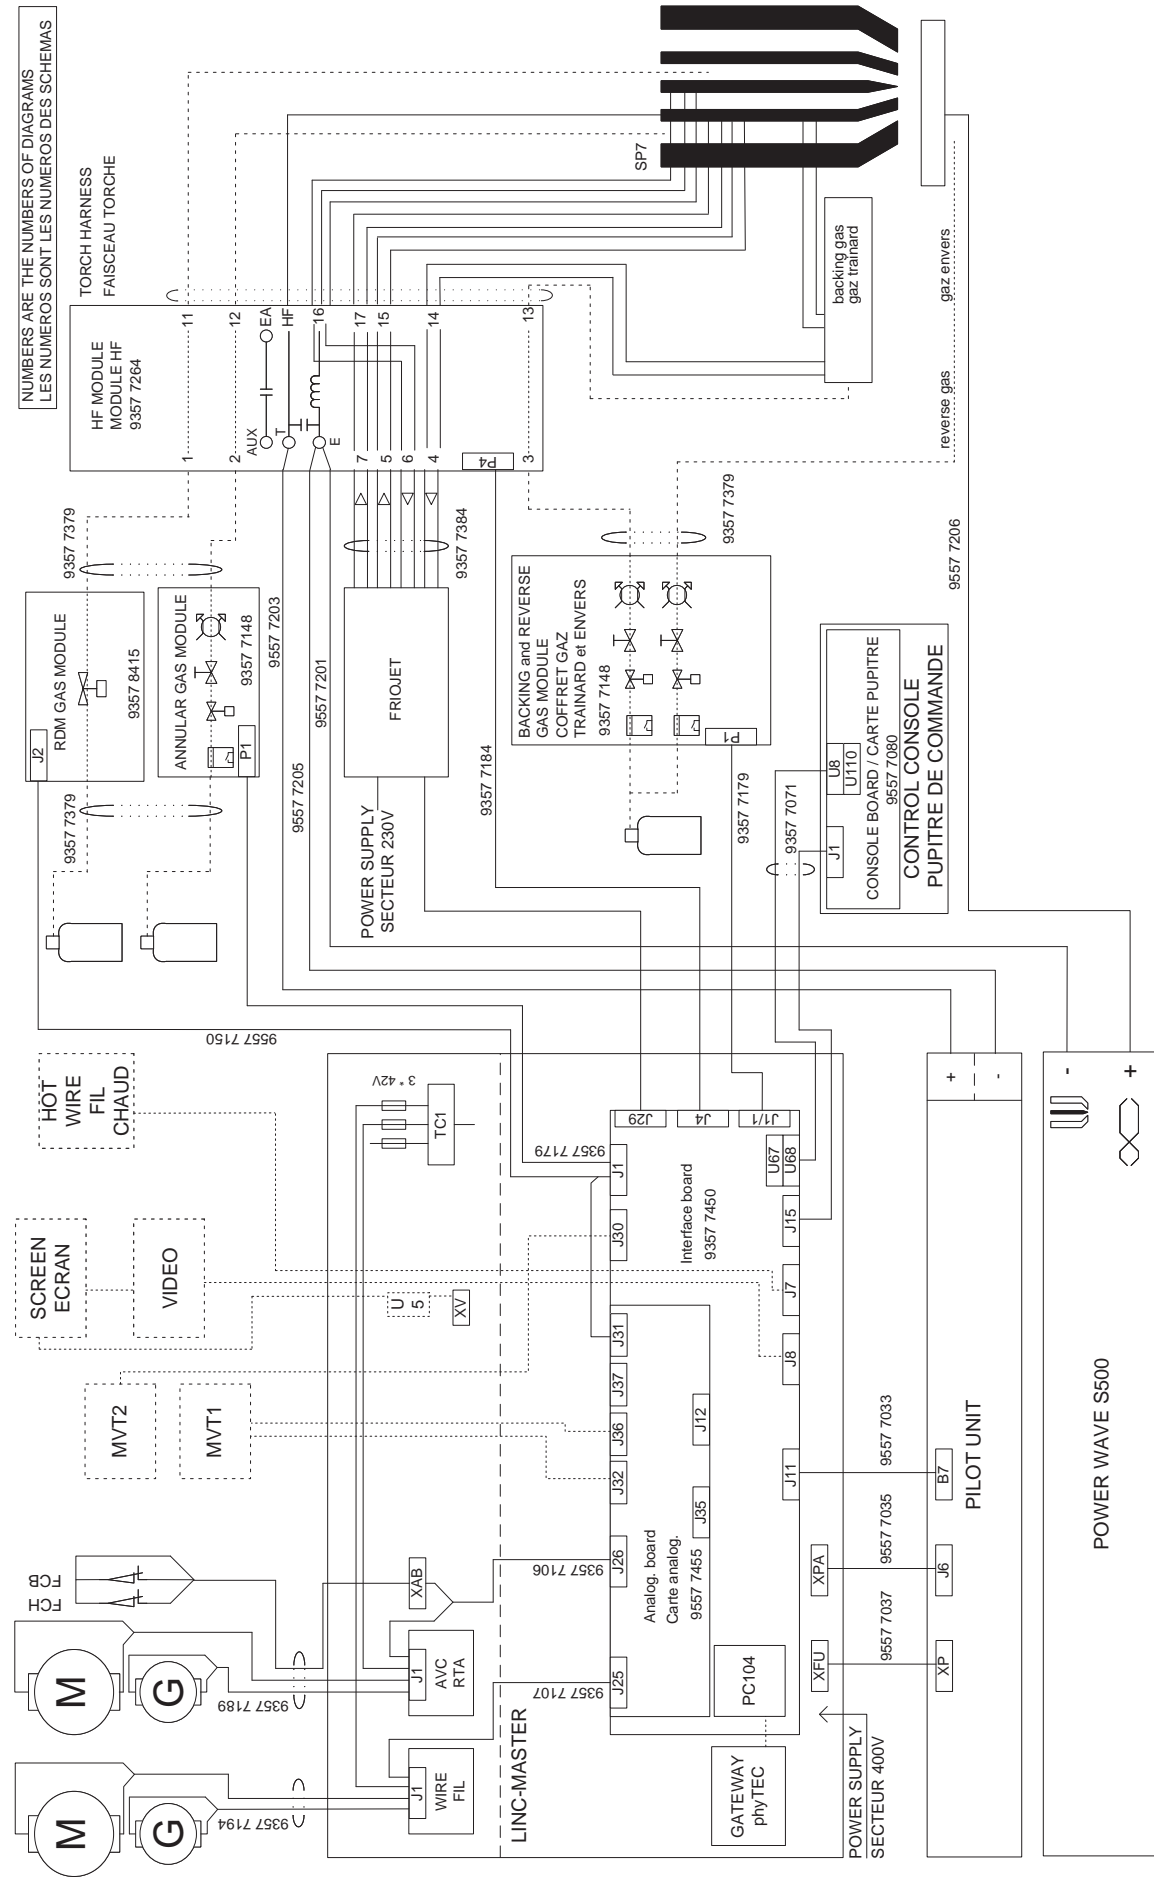 NUMBERS ARE THE NUMBERS OF DIAGRAMS
LES NUMEROS SONT LES NUMEROS DES SCHEMAS
TORCH HARNESS
FAISCEAU TORCHE
HF MODULE
MODULE HF
9357 7264
1
11
2
12
AUX
EA
T
HF
E
16
7
17
5
15
6
4
14
P4
3
13
SP7
backing gas
gaz trainard
reverse gas
gaz envers
9557 7206
9357 7379
J2
RDM GAS MODULE
9357 8415
9357 7379
ANNULAR GAS MODULE
9357 7148
P1
9557 7203
9557 7201
9557 7205
FRIOJET
9357 7384
POWER SUPPLY
SECTEUR 230V
9357 7184
BACKING and REVERSE
GAS MODULE
COFFRET GAZ
TRAINARD et ENVERS
9357 7148
P1
9357 7379
9357 7179
9357 7071
J1
U8
U110
CONSOLE BOARD / CARTE PUPITRE
9557 7080
CONTROL CONSOLE
PUPITRE DE COMMANDE
9557 7150
HOT
WIRE
FIL
CHAUD
SCREEN
ECRAN
VIDEO
MVT2
MVT1
3 * 42V
TC1
U
5
XV
9357 7179
J29
J4
J1/1
J1
J30
J31
J37
J36
J32
J26
J25
Interface board
9357 7450
U67
U68
J15
J7
J8
J11
J12
J35
Analog. board
Carte analog.
9557 7455
PC104
GATEWAY
phyTEC
LINC-MASTER
FCB
FCH
M
G
9357 7189
M
G
9357 7194
XAB
9357 7106
J1
AVC
RTA
9357 7107
J1
WIRE
FIL
XPA
XFU
POWER SUPPLY
SECTEUR 400V
9557 7033
9557 7035
9557 7037
B7
J6
XP
PILOT UNIT
+
-
POWER WAVE S500
-
+